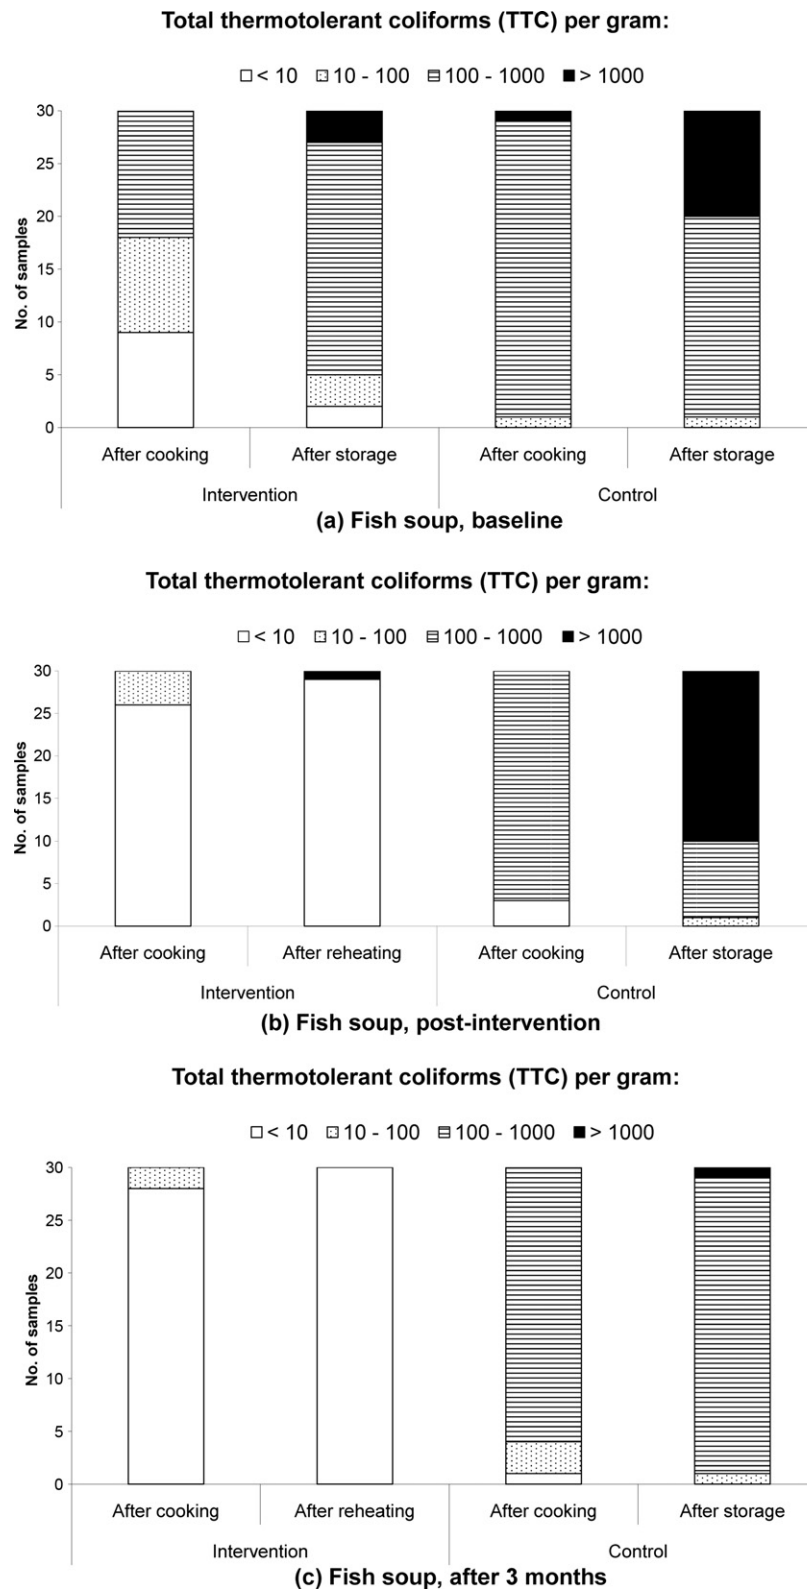 Total thermotolerant coliforms (TTC) per gram:
< 10 10 - 100 100 - 1000 > 1000
No. of samples
30
25
20
15
10
5
0
After cooking After storage After cooking After storage
Intervention Control
(a) Fish soup, baseline
Total thermotolerant coliforms (TTC) per gram:
< 10 10 - 100 100 - 1000 > 1000
No. of samples
30
25
20
15
10
5
0
After cooking After reheating After cooking After storage
Intervention Control
(b) Fish soup, post-intervention
Total thermotolerant coliforms (TTC) per gram:
< 10 10 - 100 100 - 1000 > 1000
No. of samples
30
25
20
15
10
5
0
After cooking After reheating After cooking After storage
Intervention Control
(c) Fish soup, after 3 months